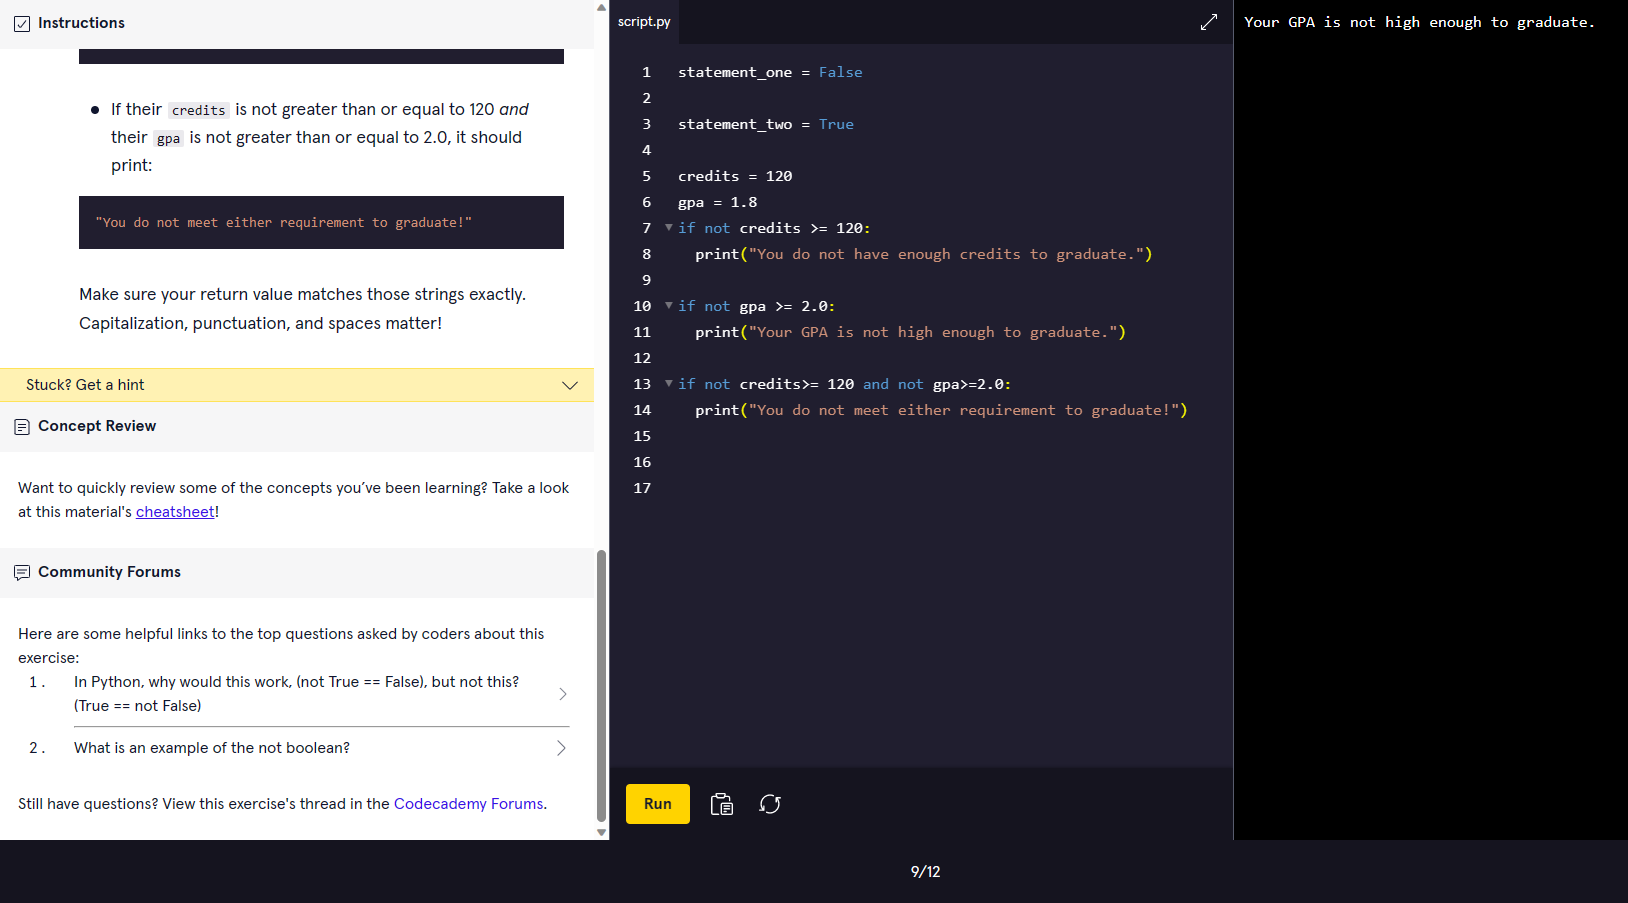 Instructions
If their credits is not greater than or equal to 120 and
their gpa is not greater than or equal to 2.0, it should
print:
"You do not meet either requirement to graduate!"
Make sure your return value matches those strings exactly.
Capitalization, punctuation, and spaces matter!
Stuck? Get a hint
Concept Review
Want to quickly review some of the concepts you've been learning? Take a look
at this material's cheatsheet!
Community Forums
Here are some helpful links to the top questions asked by coders about this
exercise:
1. In Python, why would this work, (not True == False), but not this?
(True == not False)
2. What is an example of the not boolean?
Still have questions? View this exercise's thread in the Codecademy Forums.
script.py
1 statement_one = False
2
3 statement_two = True
4
5 credits = 120
6 gpa = 1.8
7 if not credits >= 120:
8 print("You do not have enough credits to graduate.")
9
10 if not gpa >= 2.0:
11 print("Your GPA is not high enough to graduate.")
12
13 if not credits>= 120 and not gpa>=2.0:
14 print("You do not meet either requirement to graduate!")
15
16
17
Run
Your GPA is not high enough to graduate.
9/12